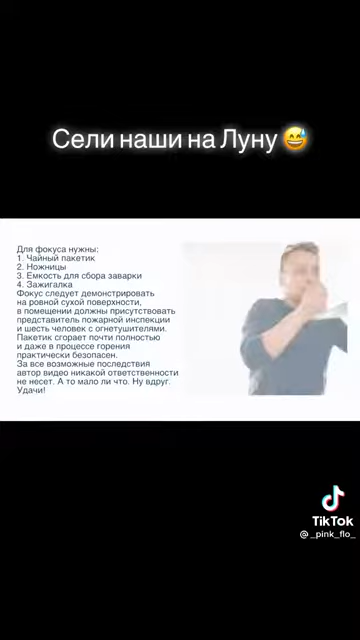 Сели наши на Луну 😅
Для фокуса нужны:
1. Чайный пакетик
2. Ножницы
3. Емкость для сбора заварки
4. Зажигалка
Фокус следует демонстрировать
на ровной сухой поверхности,
в помещении должны присутствовать
представитель пожарной инспекции
и шесть человек с огнетушителями.
Пакетик сгорает почти полностью
и даже в процессе горения
практически безопасен.
За все возможные последствия
автор видео никакой ответственности
не несет. А то мало ли что. Ну вдруг.
Удачи!
TikTok
@_pink_flo_